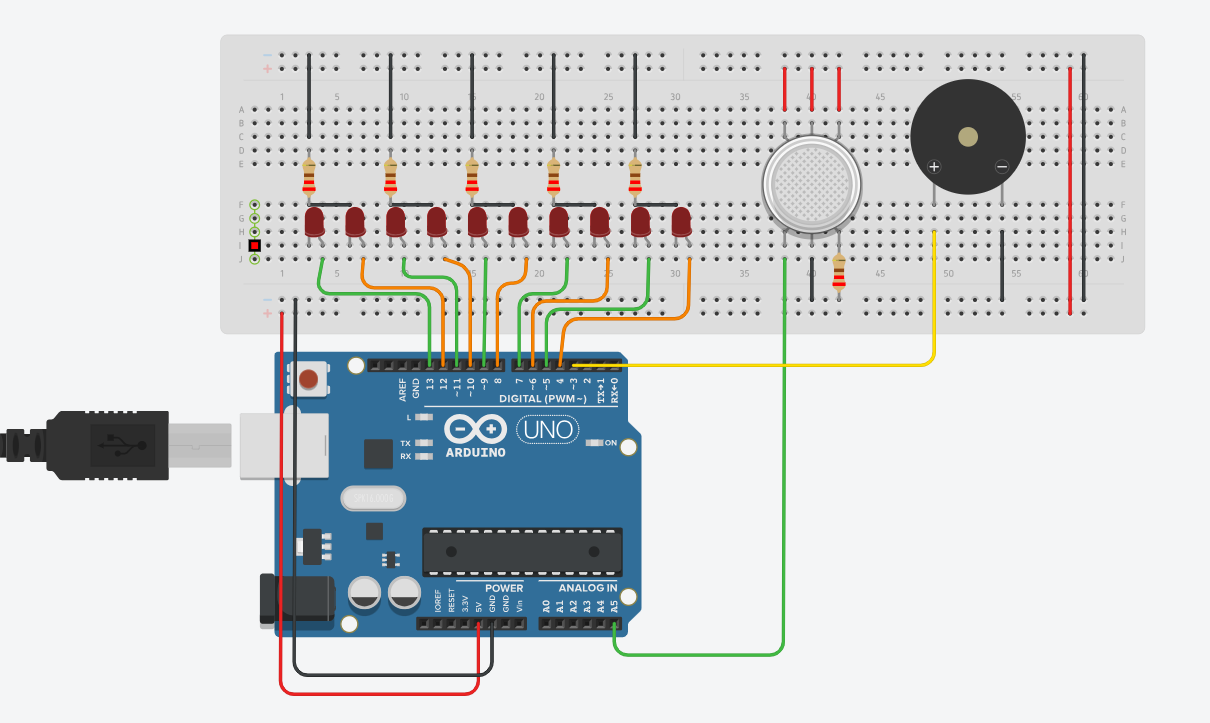 − −
+ +
1 5 10 15 20 25 30 35 40 45 50 55 60
A A
B B
C C
D D
E E
+ −
F F
G G
H H
I I
J J
1 5 10 15 20 25 30 35 40 45 50 55 60
− −
+ +
AREF GND 13 12 ~11 ~10 ~9 8 7 ~6 ~5 4 ~3 2 TX→1 RX←0
DIGITAL (PWM~)
L
− + UNO
TX ON
ARDUINO
RX
POWER ANALOG IN
IOREF RESET 3.3V 5V GND GND Vin A0 A1 A2 A3 A4 A5